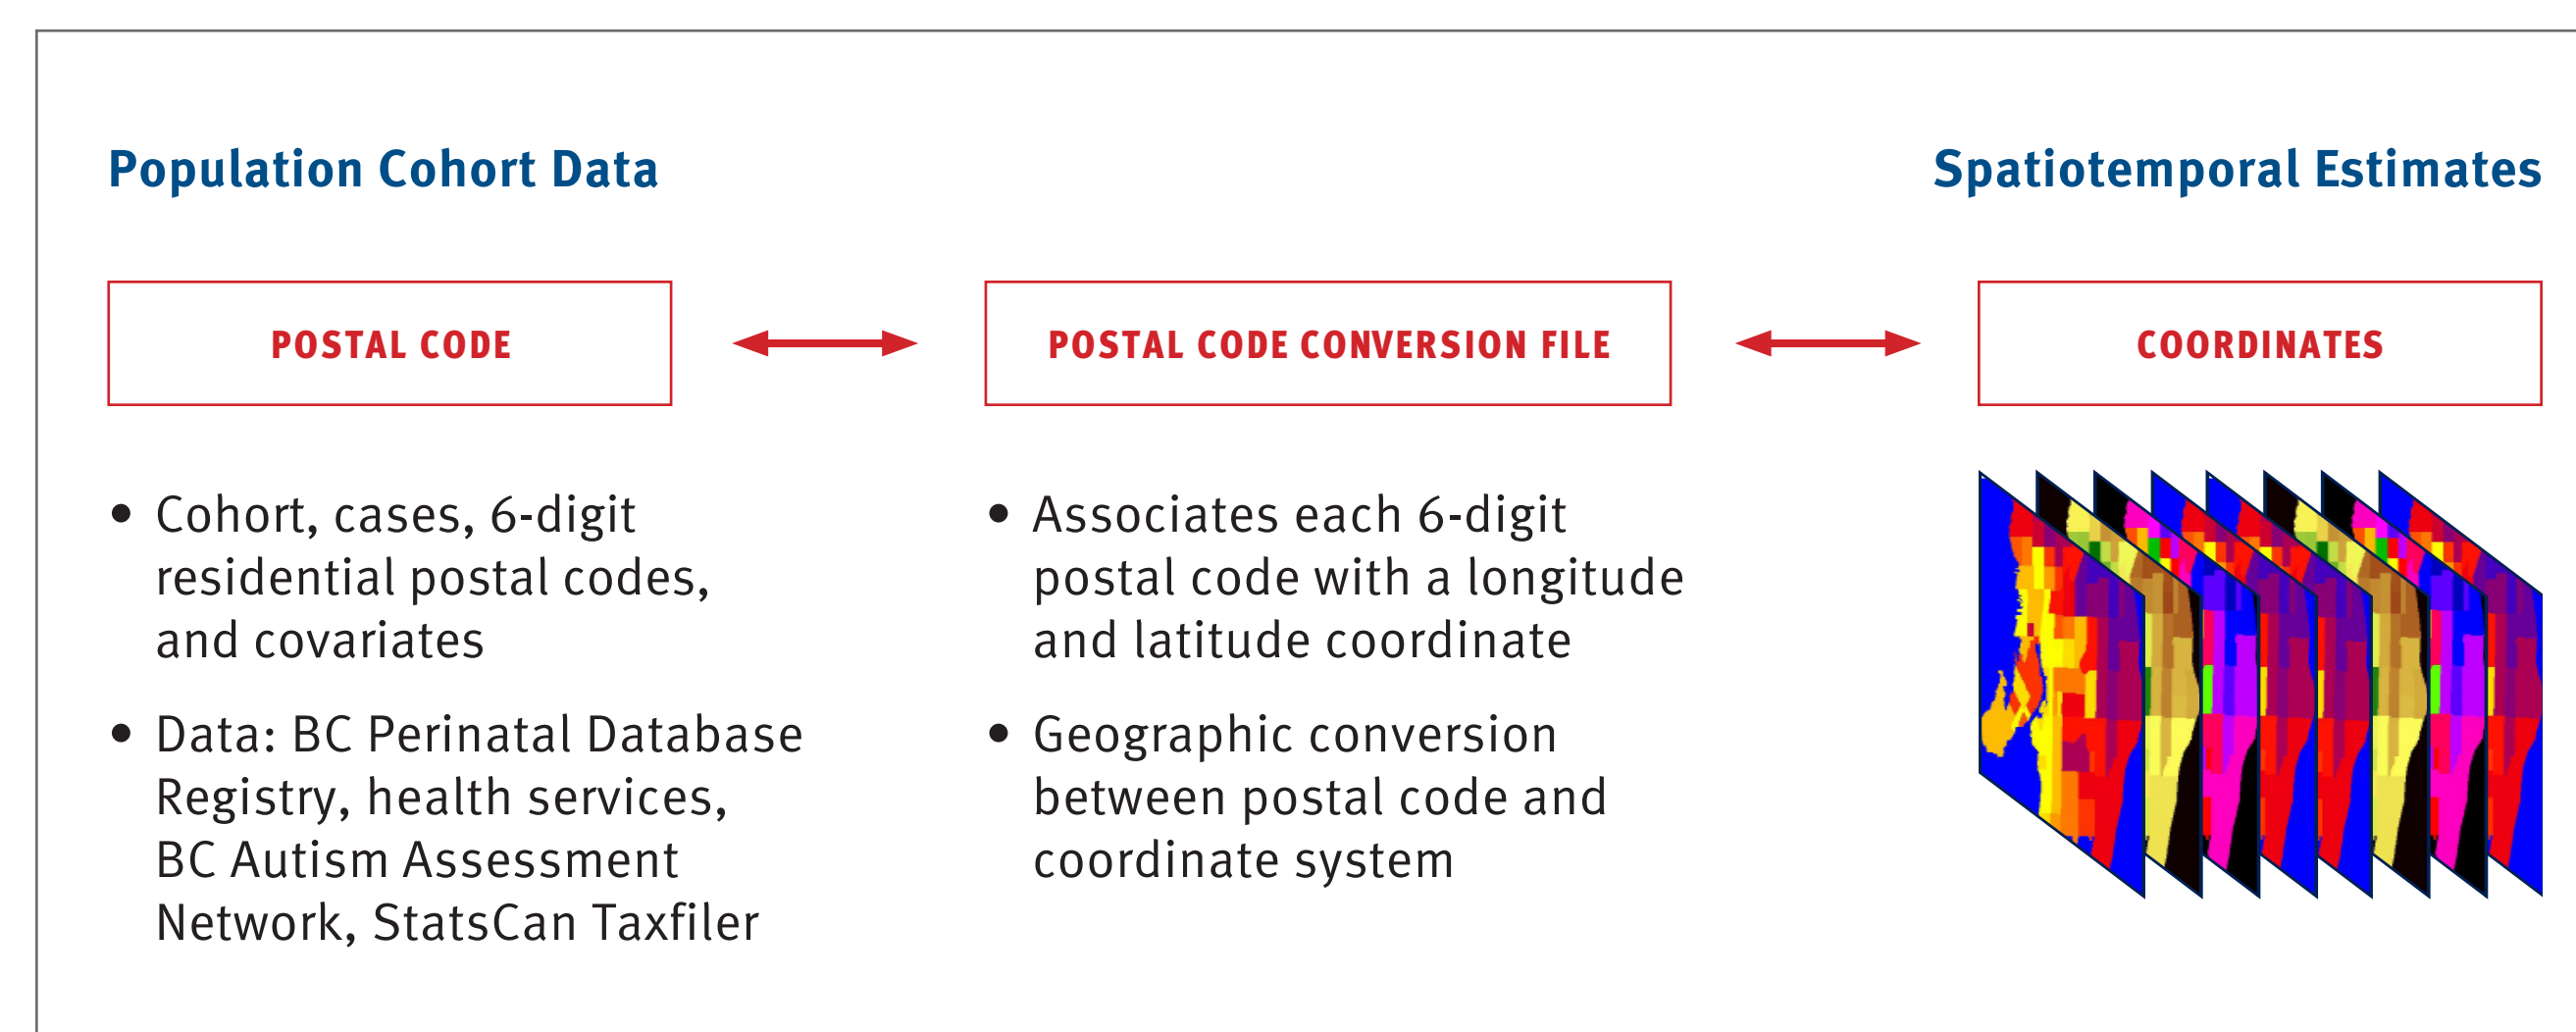 Population Cohort Data
Spatiotemporal Estimates
POSTAL CODE
POSTAL CODE CONVERSION FILE
COORDINATES
• Cohort, cases, 6-digit
residential postal codes,
and covariates
• Data: BC Perinatal Database
Registry, health services,
BC Autism Assessment
Network, StatsCan Taxfiler
• Associates each 6-digit
postal code with a longitude
and latitude coordinate
• Geographic conversion
between postal code and
coordinate system